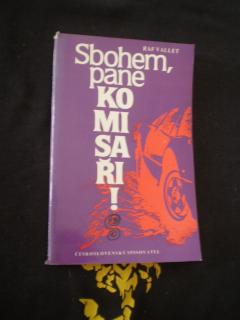 RAF VALLET
Sbohem,
pane
KO
MI
SA
ŘI!
ČESKOSLOVENSKÝ SPISOVATEL